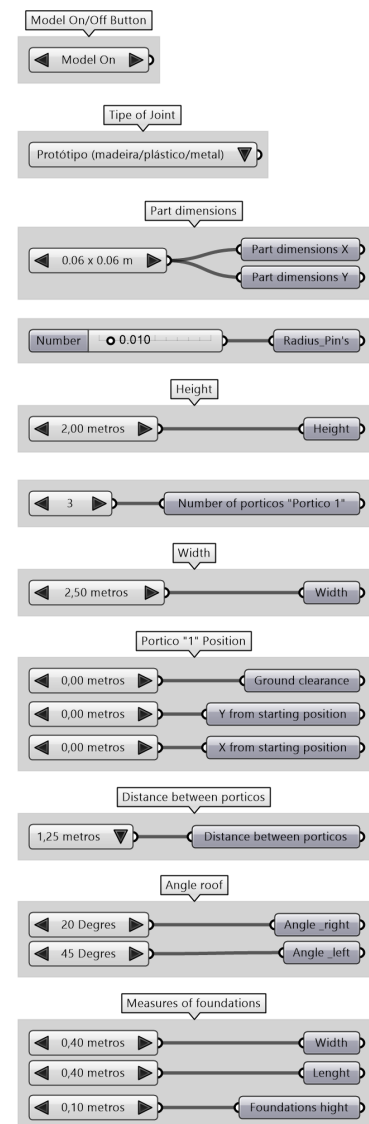 Model On/Off Button
Model On
Tipe of Joint
Protótipo (madeira/plástico/metal)
Part dimensions
0.06 x 0.06 m
Part dimensions X
Part dimensions Y
Number
0.010
Radius_Pin's
Height
2,00 metros
Height
3
Number of porticos "Portico 1"
Width
2,50 metros
Width
Portico "1" Position
0,00 metros
Ground clearance
0,00 metros
Y from starting position
0,00 metros
X from starting position
Distance between porticos
1,25 metros
Distance between porticos
Angle roof
20 Degres
Angle _right
45 Degres
Angle _left
Measures of foundations
0,40 metros
Width
0,40 metros
Lenght
0,10 metros
Foundations hight